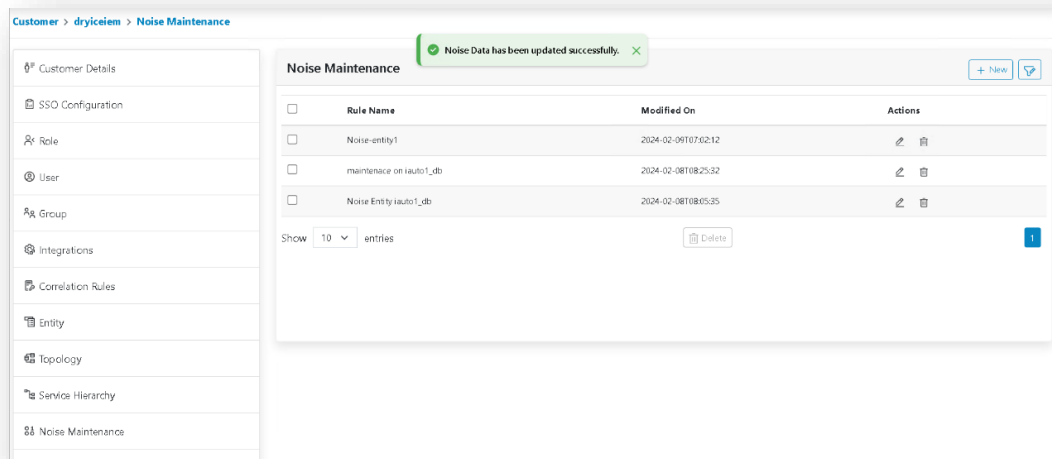 Customer > dryiceiem > Noise Maintenance
Noise Data has been updated successfully.
Customer Details
SSO Configuration
Role
User
Group
Integrations
Correlation Rules
Entity
Topology
Service Hierarchy
Noise Maintenance
Noise Maintenance
+ New
Rule Name Modified On Actions
Noise-entity1 2024-02-09T07:02:12
maintenace on iauto1_db 2024-02-08T08:25:32
Noise Entity iauto1_db 2024-02-08T08:05:35
Show 10 entries Delete 1